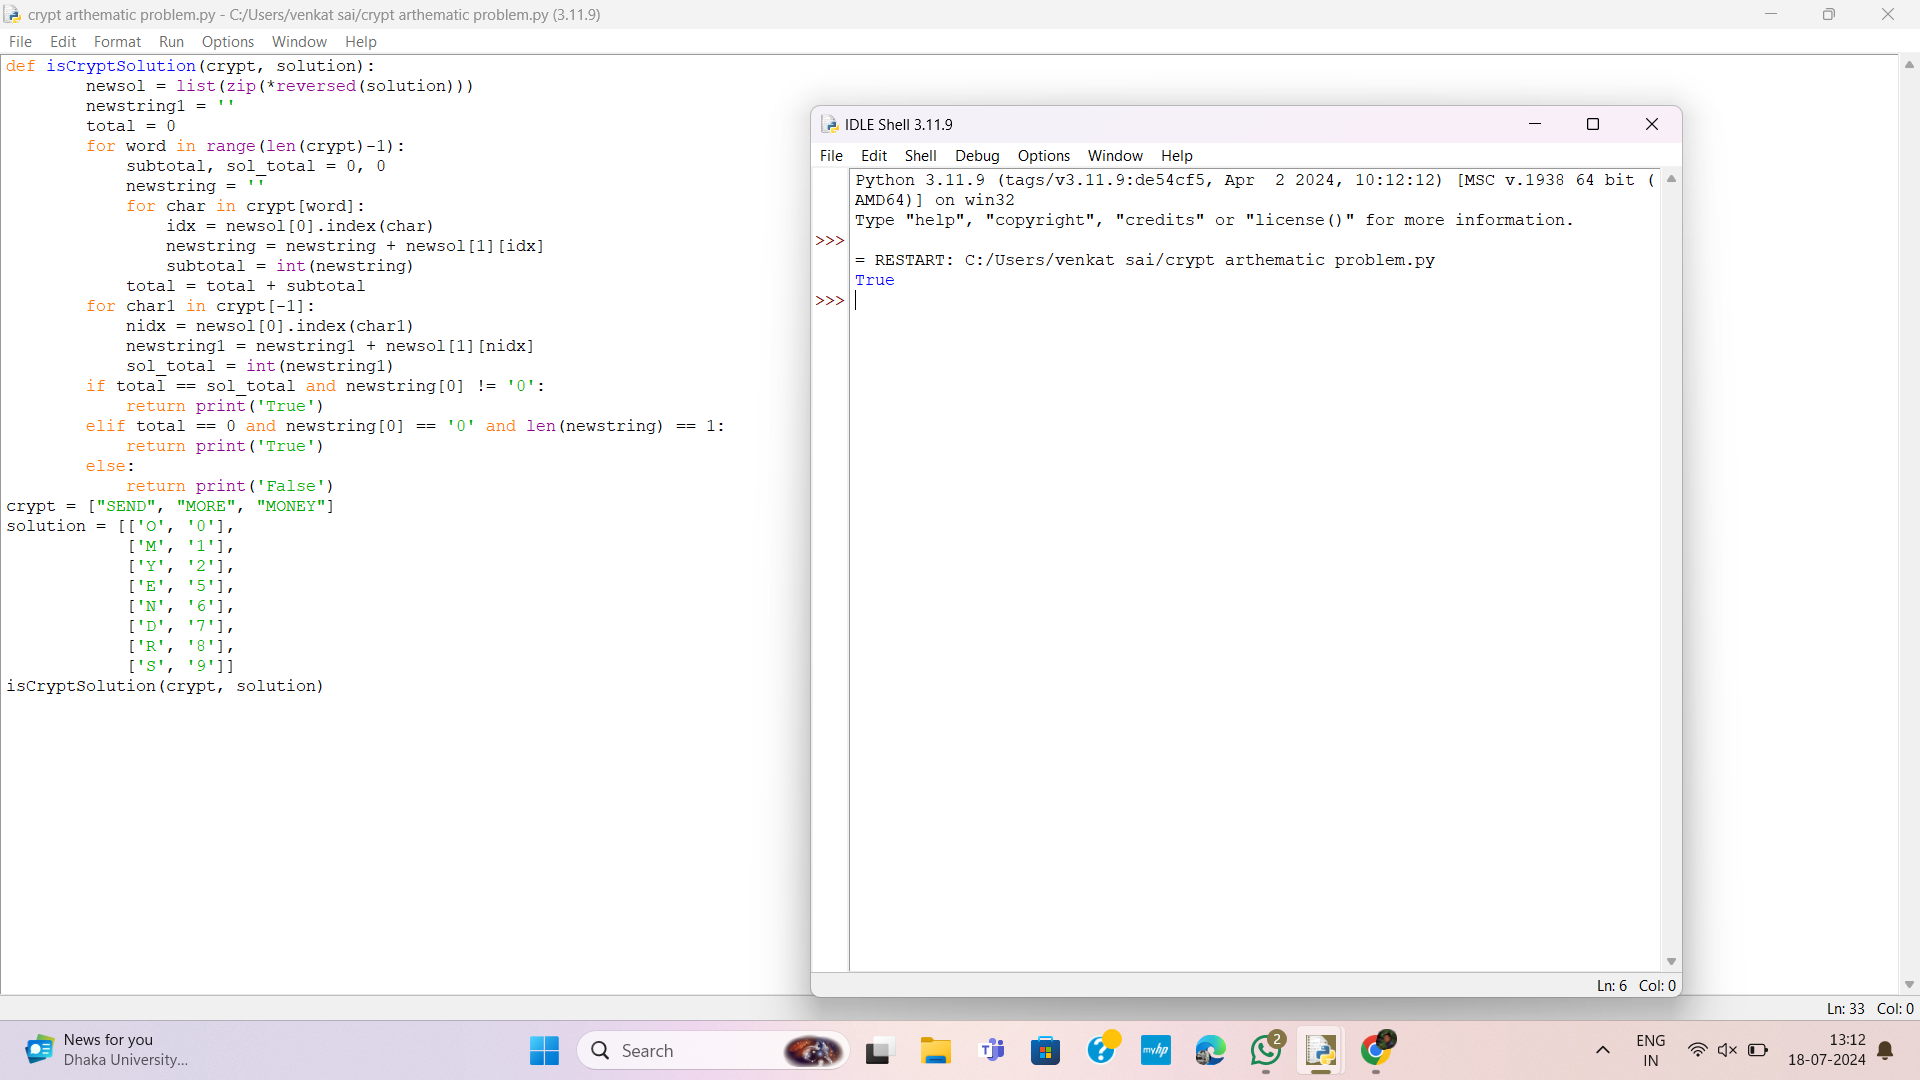 crypt arthematic problem.py - C:/Users/venkat sai/crypt arthematic problem.py (3.11.9)
File Edit Format Run Options Window Help
def isCryptSolution(crypt, solution):
        newsol = list(zip(*reversed(solution)))
        newstring1 = ''
        total = 0
        for word in range(len(crypt)-1):
            subtotal, sol_total = 0, 0
            newstring = ''
            for char in crypt[word]:
                idx = newsol[0].index(char)
                newstring = newstring + newsol[1][idx]
                subtotal = int(newstring)
            total = total + subtotal
        for char1 in crypt[-1]:
            nidx = newsol[0].index(char1)
            newstring1 = newstring1 + newsol[1][nidx]
            sol_total = int(newstring1)
        if total == sol_total and newstring[0] != '0':
            return print('True')
        elif total == 0 and newstring[0] == '0' and len(newstring) == 1:
            return print('True')
        else:
            return print('False')
crypt = ["SEND", "MORE", "MONEY"]
solution = [['O', '0'],
            ['M', '1'],
            ['Y', '2'],
            ['E', '5'],
            ['N', '6'],
            ['D', '7'],
            ['R', '8'],
            ['S', '9']]
isCryptSolution(crypt, solution)
IDLE Shell 3.11.9
File Edit Shell Debug Options Window Help
Python 3.11.9 (tags/v3.11.9:de54cf5, Apr  2 2024, 10:12:12) [MSC v.1938 64 bit (
AMD64)] on win32
Type "help", "copyright", "credits" or "license()" for more information.
>>>
= RESTART: C:/Users/venkat sai/crypt arthematic problem.py
True
>>>
Ln: 6 Col: 0
Ln: 33 Col: 0
News for you
Dhaka University...
Search
myhp
2
ENG
IN
13:12
18-07-2024